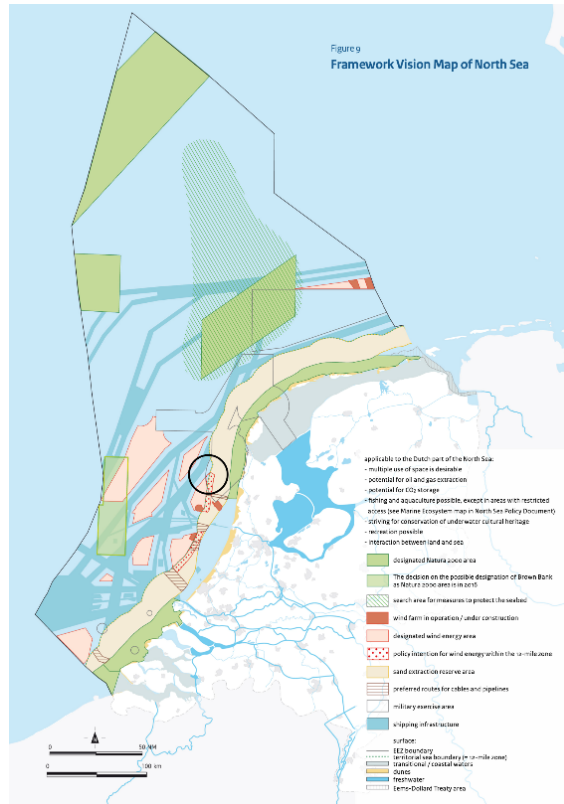 Figure 9
Framework Vision Map of North Sea
applicable to the Dutch part of the North Sea:
- multiple use of space is desirable
- potential for oil and gas extraction
- potential for CO₂ storage
- fishing and aquaculture possible, except in areas with restricted
access (see Marine Ecosystem map in North Sea Policy Document)
- striving for conservation of underwater cultural heritage
- recreation possible
- interaction between land and sea
designated Natura 2000 area
The decision on the possible designation of Brown Bank
as Natura 2000 area is in 2016
search area for measures to protect the seabed
wind farm in operation / under construction
designated wind energy area
policy intention for wind energy within the 12-mile zone
sand extraction reserve area
preferred routes for cables and pipelines
military exercise area
shipping infrastructure
surface:
EEZ boundary
territorial sea boundary (= 12-mile zone)
transitional / coastal waters
dunes
freshwater
Eems-Dollard Treaty area
0 50 NM
0 100 km